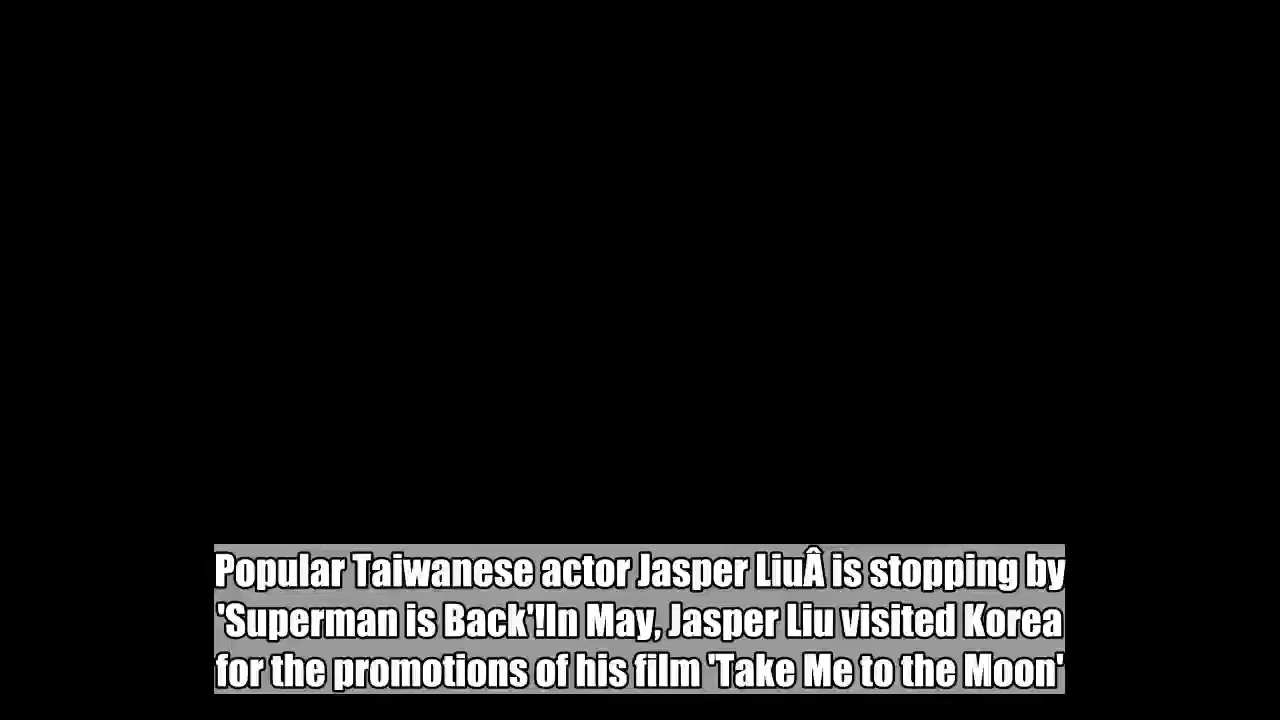 Popular Taiwanese actor Jasper LiuÂ is stopping by
'Superman is Back'!In May, Jasper Liu visited Korea
for the promotions of his film 'Take Me to the Moon'